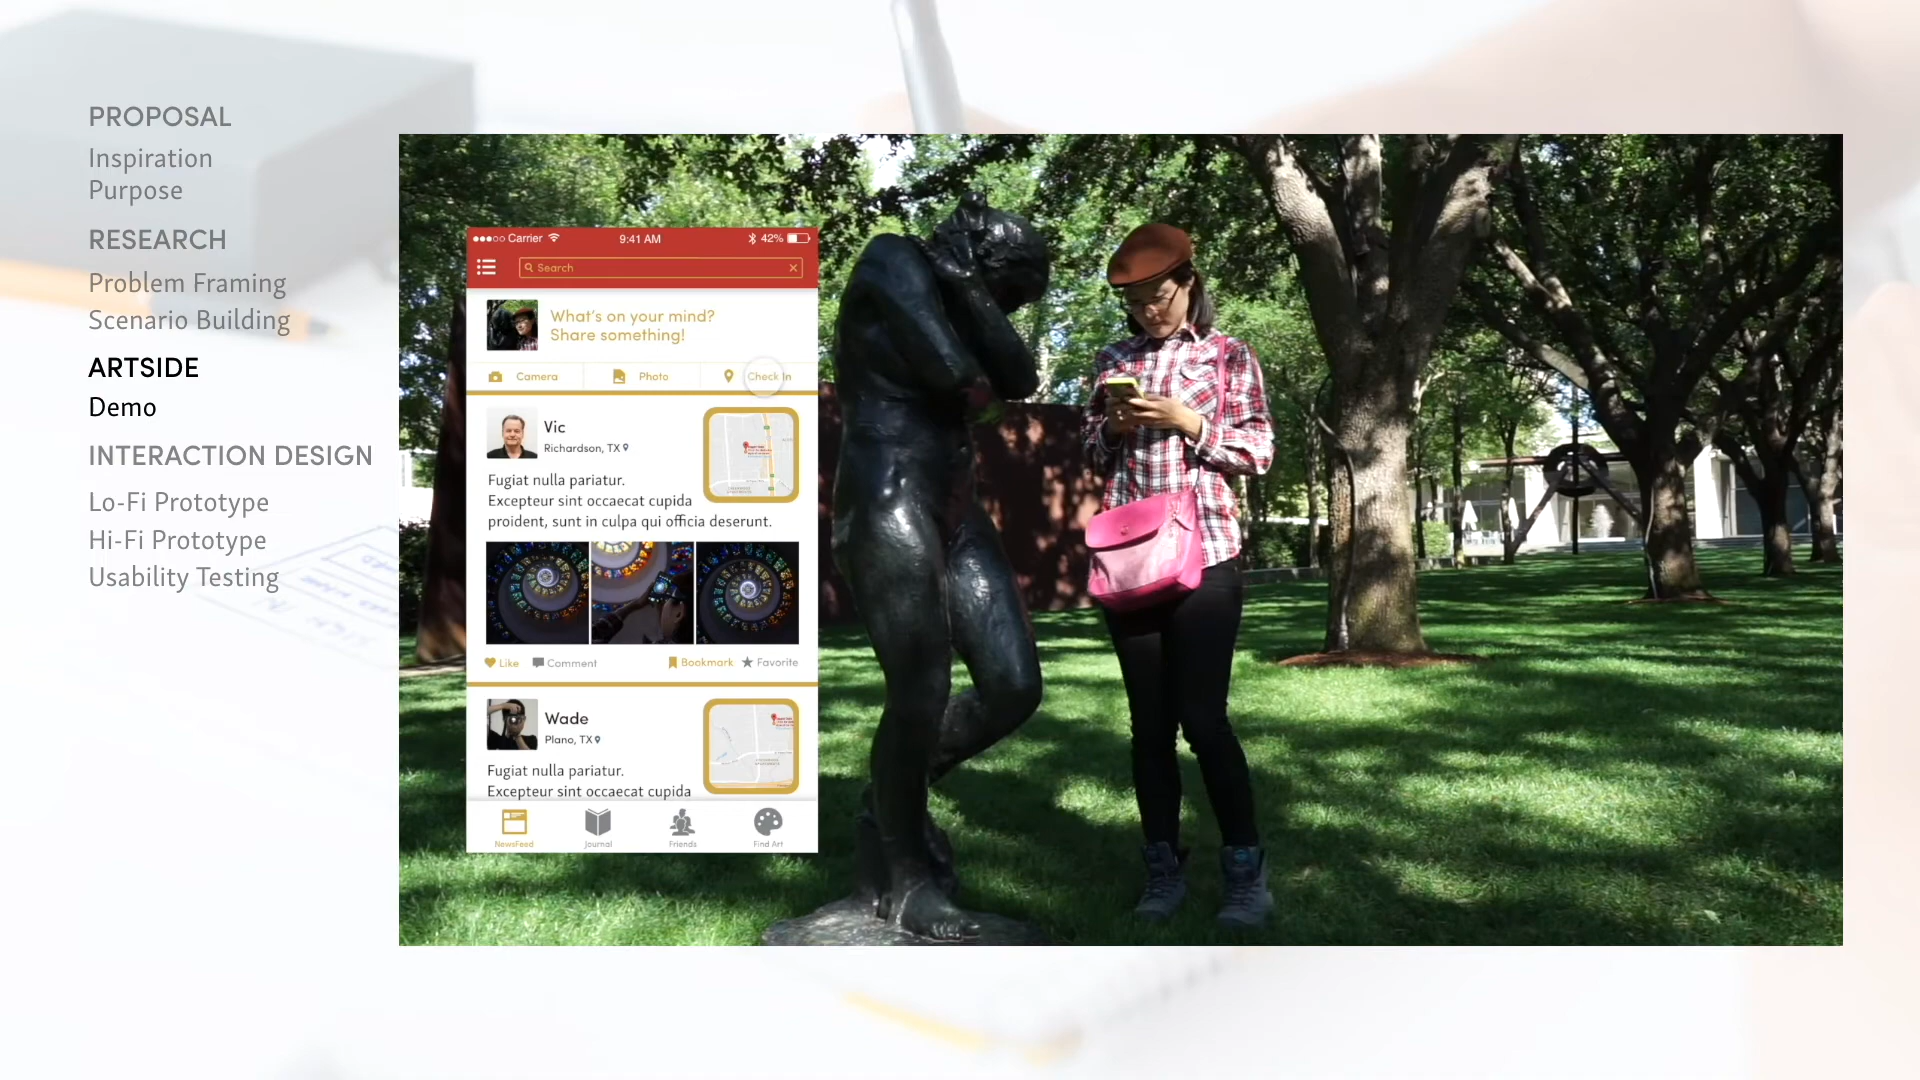 PROPOSAL
Inspiration
Purpose
RESEARCH
Problem Framing
Scenario Building
ARTSIDE
Demo
INTERACTION DESIGN
Lo-Fi Prototype
Hi-Fi Prototype
Usability Testing
Carrier
9:41 AM
42%
Search
What's on your mind?
Share something!
Camera
Photo
Check In
Vic
Richardson, TX
Fugiat nulla pariatur.
Excepteur sint occaecat cupida
proident, sunt in culpa qui officia deserunt.
Like
Comment
Bookmark
Favorite
Wade
Plano, TX
Fugiat nulla pariatur.
Excepteur sint occaecat cupida
NewsFeed
Journal
Friends
Find Art